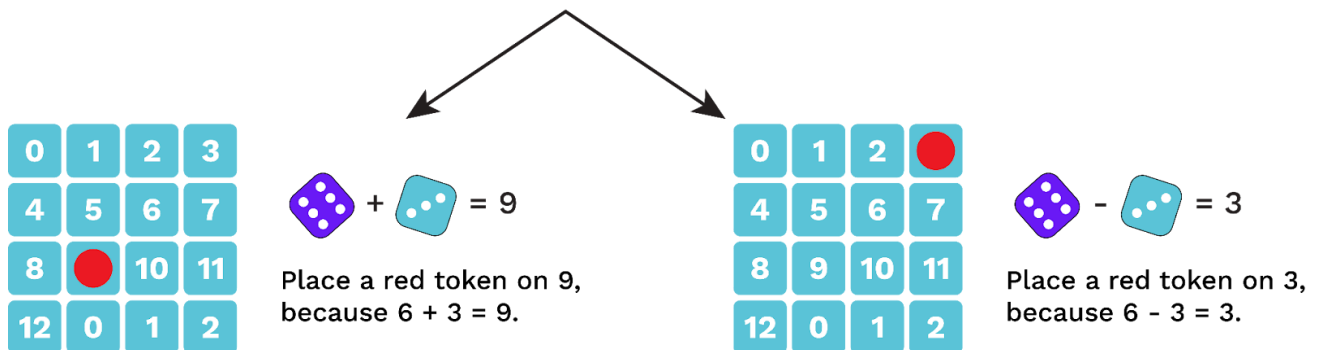 0 1 2 3
4 5 6 7
8 10 11
12 0 1 2
+ = 9
Place a red token on 9,
because 6 + 3 = 9.
0 1 2
4 5 6 7
8 9 10 11
12 0 1 2
- = 3
Place a red token on 3,
because 6 - 3 = 3.